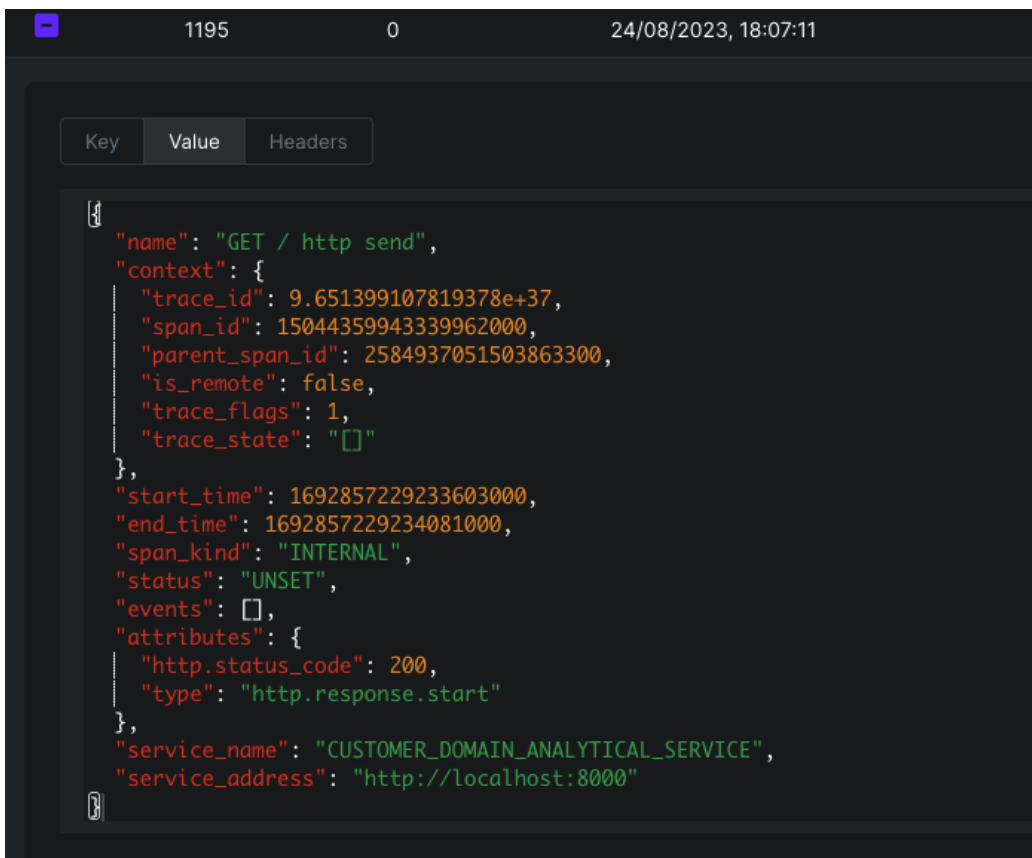 1195 0 24/08/2023, 18:07:11
Key Value Headers
{
"name": "GET / http send",
"context": {
"trace_id": 9.651399107819378e+37,
"span_id": 15044359943339962000,
"parent_span_id": 2584937051503863300,
"is_remote": false,
"trace_flags": 1,
"trace_state": "[]"
},
"start_time": 1692857229233603000,
"end_time": 1692857229234081000,
"span_kind": "INTERNAL",
"status": "UNSET",
"events": [],
"attributes": {
"http.status_code": 200,
"type": "http.response.start"
},
"service_name": "CUSTOMER_DOMAIN_ANALYTICAL_SERVICE",
"service_address": "http://localhost:8000"
}